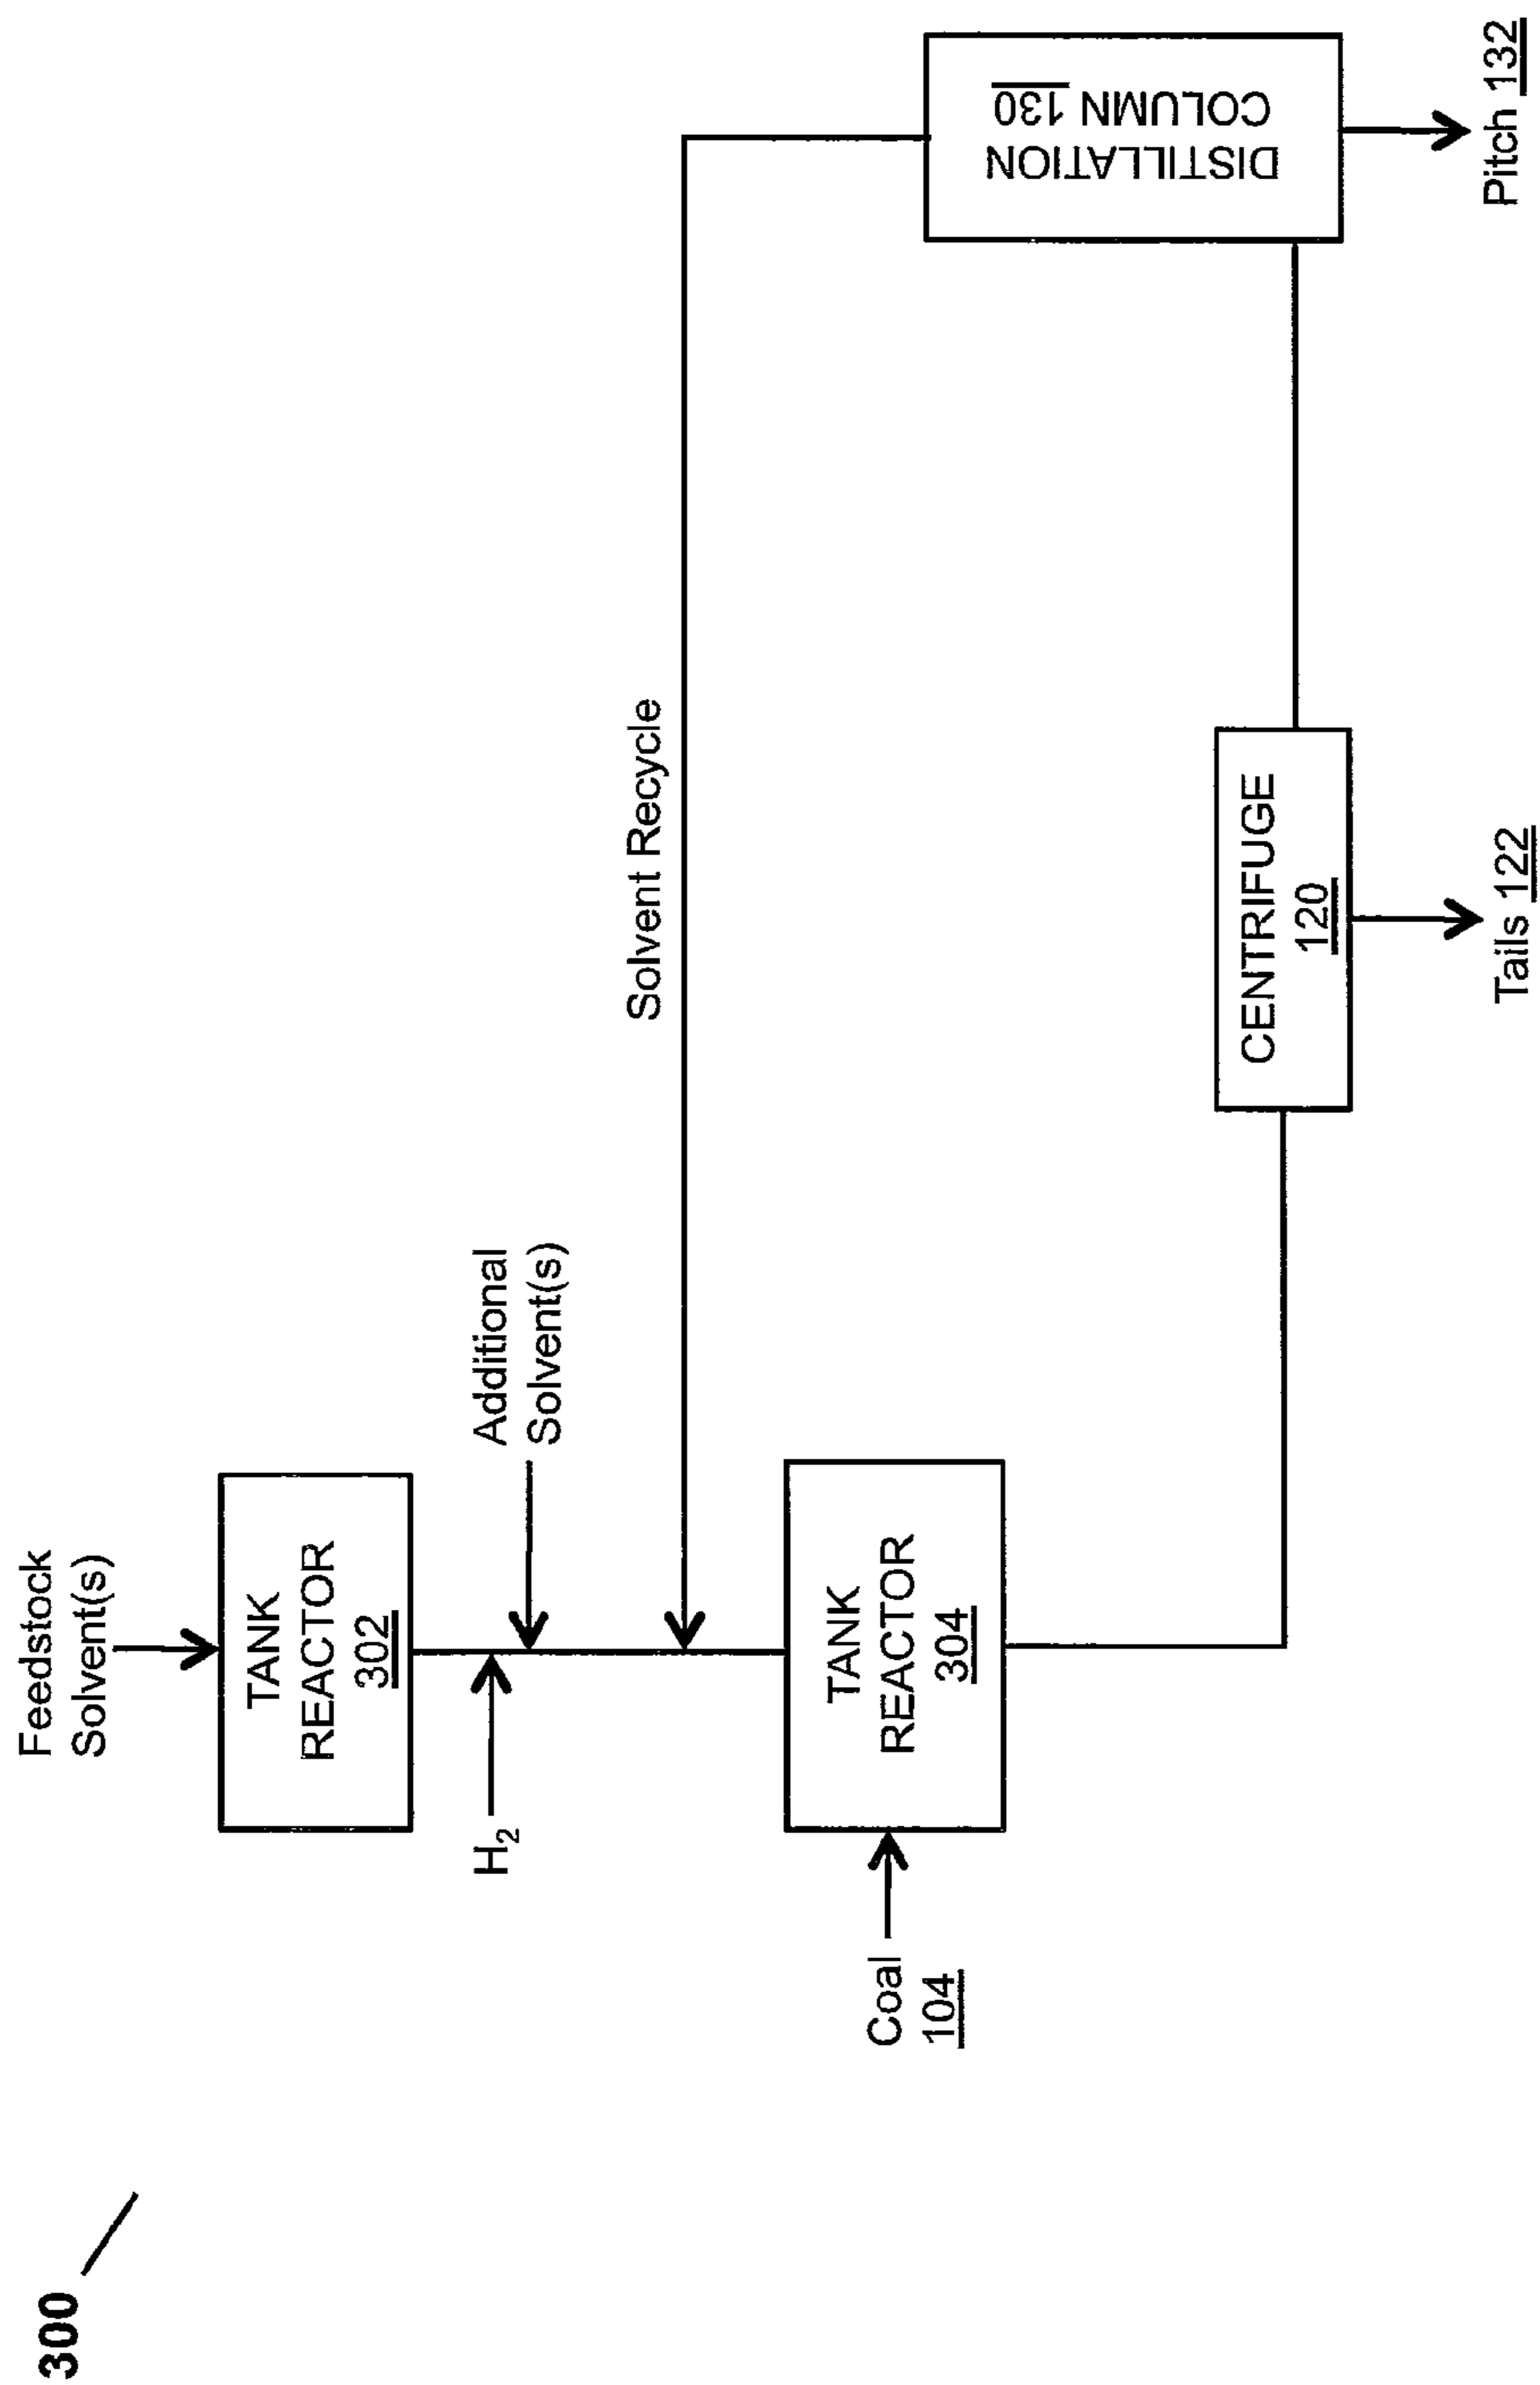 300
Feedstock
Solvent(s)
TANK
REACTOR
302
H₂
Additional
Solvent(s)
Solvent Recycle
Coal
104
TANK
REACTOR
304
CENTRIFUGE
120
Tails 122
DISTILLATION
COLUMN 130
Pitch 132